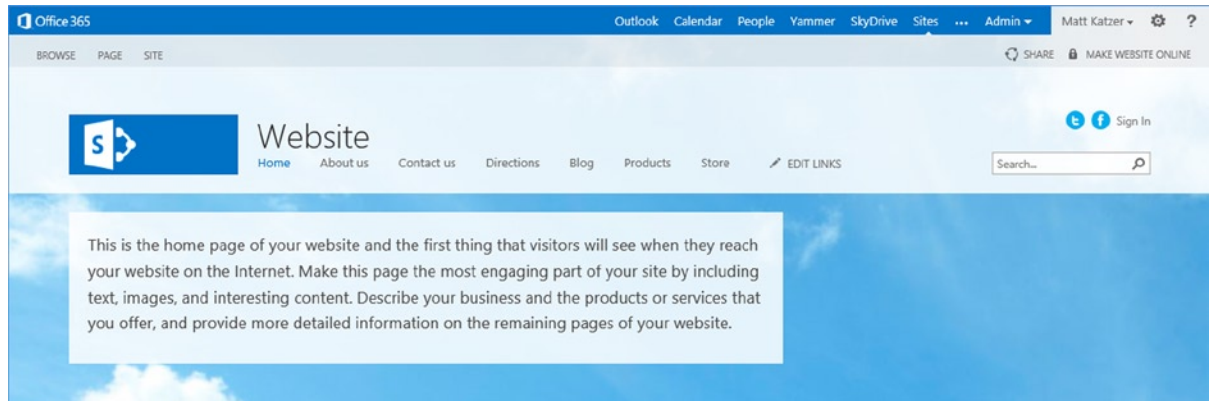 Office 365 Outlook Calendar People Yammer SkyDrive Sites ... Admin Matt Katzer ?
BROWSE PAGE SITE SHARE MAKE WEBSITE ONLINE
Website
S
Sign In
Home About us Contact us Directions Blog Products Store EDIT LINKS
Search...
This is the home page of your website and the first thing that visitors will see when they reach
your website on the Internet. Make this page the most engaging part of your site by including
text, images, and interesting content. Describe your business and the products or services that
you offer, and provide more detailed information on the remaining pages of your website.